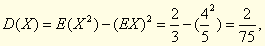 D(X) = E(X²) − (EX)² = 2/3 − (4/5)² = 2/75,